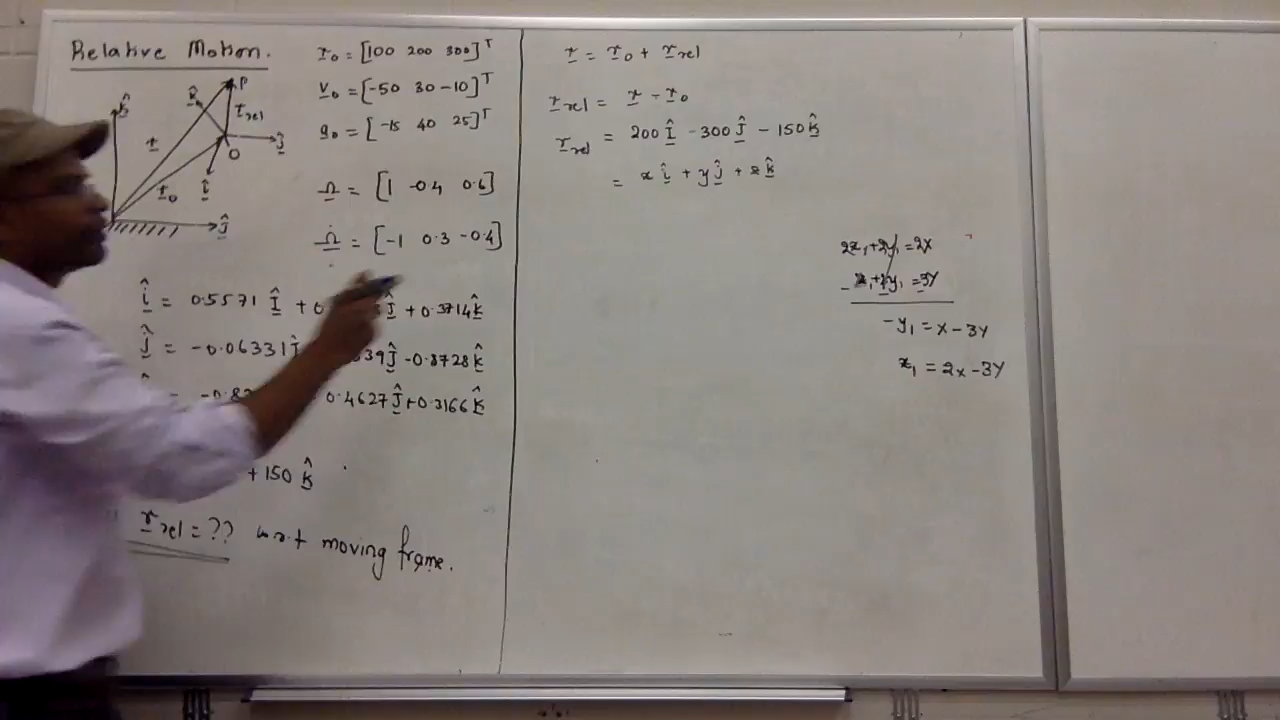 Relative Motion.
r₀ = [100 200 300]ᵀ
v₀ = [-50 30 -10]ᵀ
a₀ = [-15 40 25]ᵀ
Ω = [1 -0.4 0.6]
Ω̇ = [-1 0.3 -0.4]
K̂
k̂
P
r_rel
r
ĵ
O
r₀
î
Ĵ
î = 0.5571 Î + 0. Ĵ + 0.3714 K̂
ĵ = -0.06331 Î 39 Ĵ - 0.8728 K̂
= -0.8 0.4627 Ĵ + 0.3166 K̂
+ 150 K̂
r_rel = ?? w.r.t moving frame.
r = r₀ + r_rel
r_rel = r - r₀
r_rel = 200 Î - 300 Ĵ - 150 K̂
= x î + y ĵ + z k̂
2x₁ + 2y₁ = 2x
- y₁ = 3y
- y₁ = x - 3y
x₁ = 2x - 3y